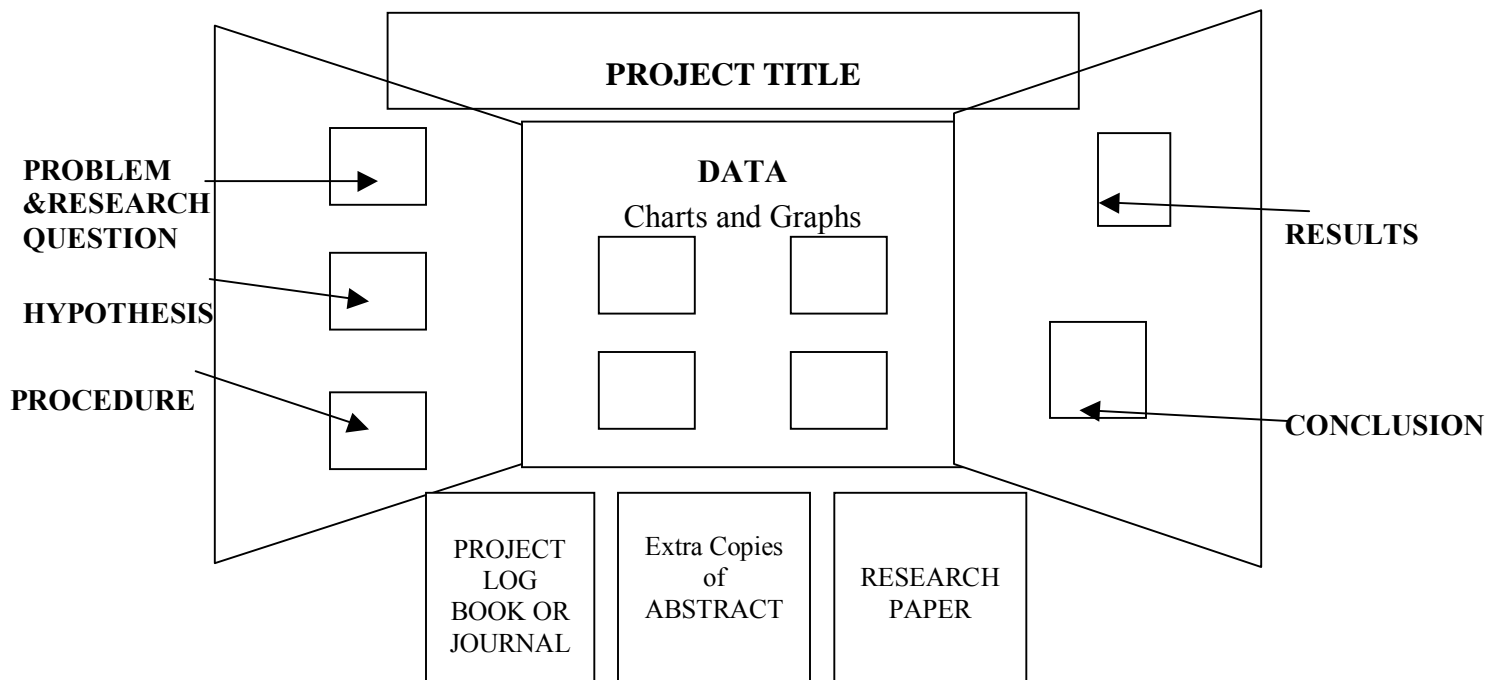 PROJECT TITLE
PROBLEM
&RESEARCH
QUESTION
HYPOTHESIS
PROCEDURE
DATA
Charts and Graphs
RESULTS
CONCLUSION
PROJECT
LOG
BOOK OR
JOURNAL
Extra Copies
of
ABSTRACT
RESEARCH
PAPER